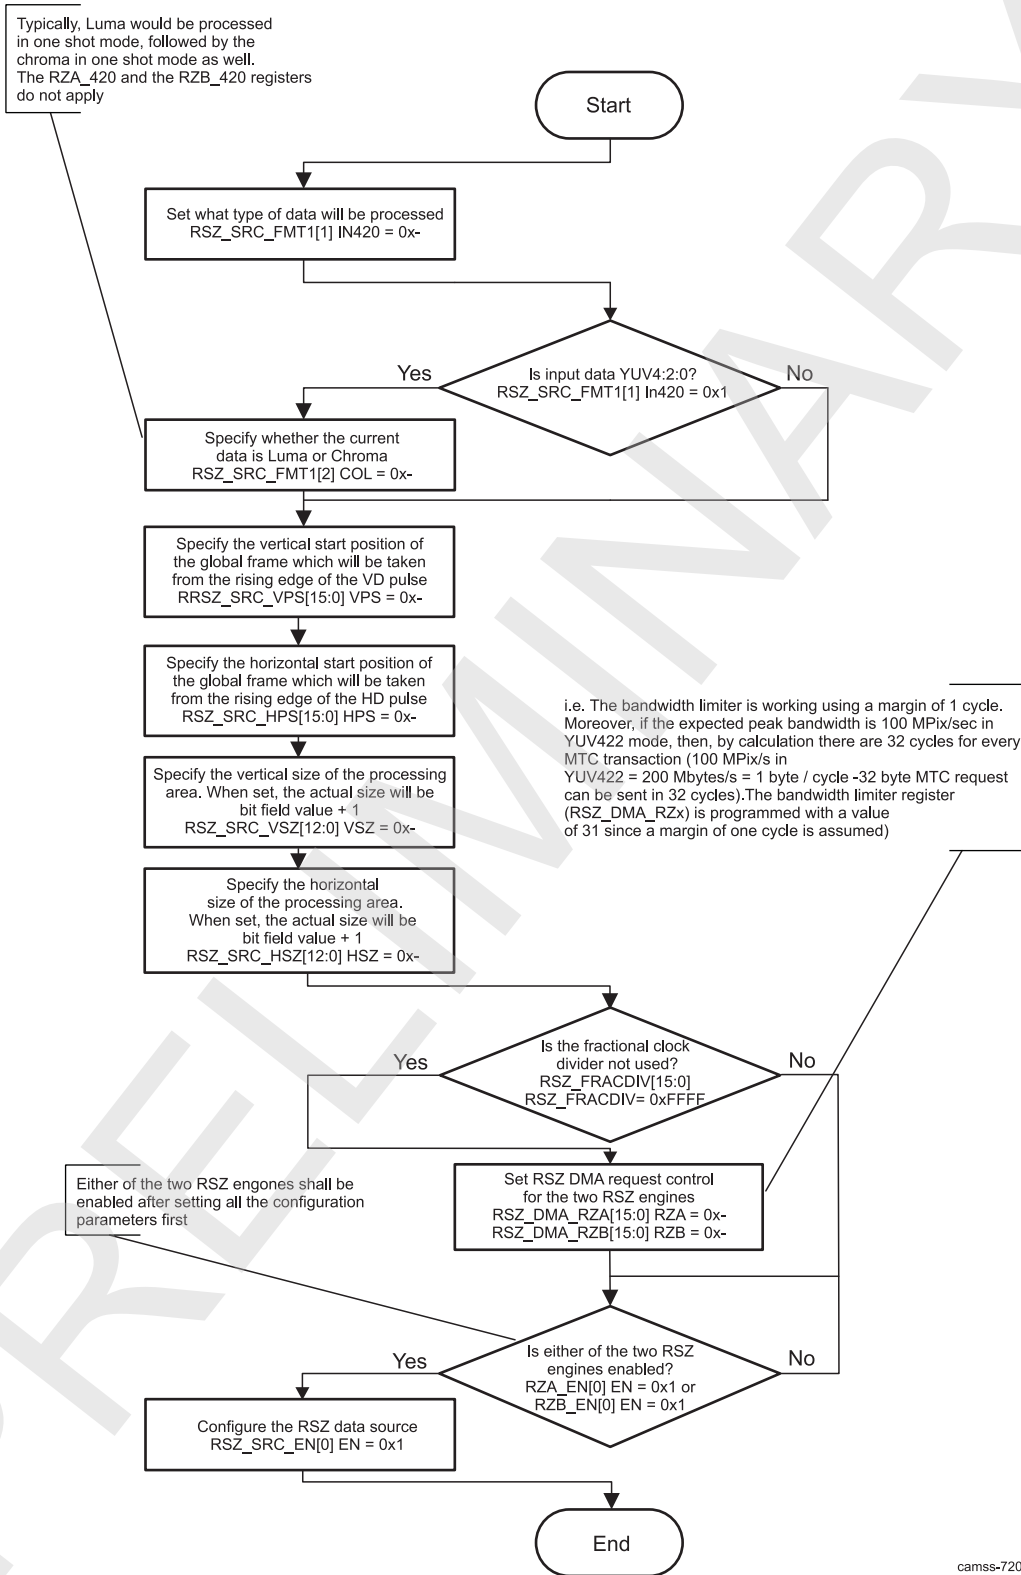 Typically, Luma would be processed
in one shot mode, followed by the
chroma in one shot mode as well.
The RZA_420 and the RZB_420 registers
do not apply
Start
Set what type of data will be processed
RSZ_SRC_FMT1[1] IN420 = 0x-
Is input data YUV4:2:0?
RSZ_SRC_FMT1[1] In420 = 0x1
Yes
No
Specify whether the current
data is Luma or Chroma
RSZ_SRC_FMT1[2] COL = 0x-
Specify the vertical start position of
the global frame which will be taken
from the rising edge of the VD pulse
RRSZ_SRC_VPS[15:0] VPS = 0x-
Specify the horizontal start position of
the global frame which will be taken
from the rising edge of the HD pulse
RSZ_SRC_HPS[15:0] HPS = 0x-
i.e. The bandwidth limiter is working using a margin of 1 cycle.
Moreover, if the expected peak bandwidth is 100 MPix/sec in
YUV422 mode, then, by calculation there are 32 cycles for every
MTC transaction (100 MPix/s in
YUV422 = 200 Mbytes/s = 1 byte / cycle -32 byte MTC request
can be sent in 32 cycles).The bandwidth limiter register
(RSZ_DMA_RZx) is programmed with a value
of 31 since a margin of one cycle is assumed)
Specify the vertical size of the processing
area. When set, the actual size will be
bit field value + 1
RSZ_SRC_VSZ[12:0] VSZ = 0x-
Specify the horizontal
size of the processing area.
When set, the actual size will be
bit field value + 1
RSZ_SRC_HSZ[12:0] HSZ = 0x-
Is the fractional clock
divider not used?
RSZ_FRACDIV[15:0]
RSZ_FRACDIV= 0xFFFF
Yes
No
Set RSZ DMA request control
for the two RSZ engines
RSZ_DMA_RZA[15:0] RZA = 0x-
RSZ_DMA_RZB[15:0] RZB = 0x-
Either of the two RSZ engones shall be
enabled after setting all the configuration
parameters first
Is either of the two RSZ
engines enabled?
RZA_EN[0] EN = 0x1 or
RZB_EN[0] EN = 0x1
Yes
No
Configure the RSZ data source
RSZ_SRC_EN[0] EN = 0x1
End
camss-720
PRELIMINARY